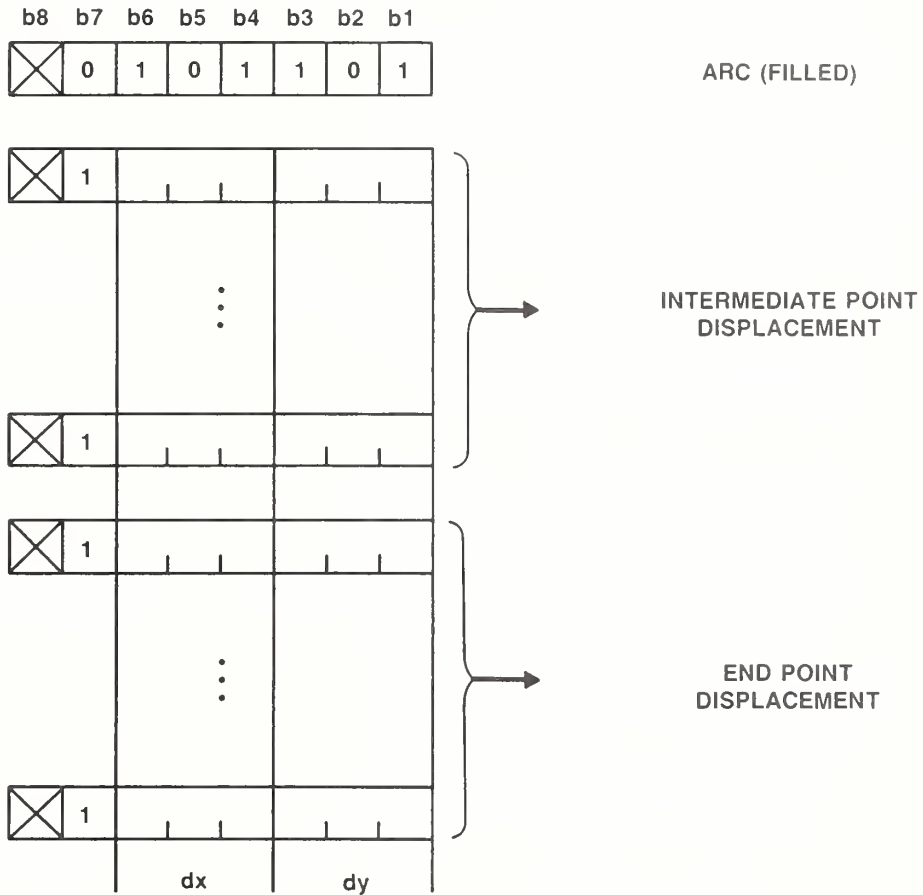 b8 b7 b6 b5 b4 b3 b2 b1
0 1 0 1 1 0 1 ARC (FILLED)
1
INTERMEDIATE POINT
DISPLACEMENT
1
1
END POINT
DISPLACEMENT
1
dx dy